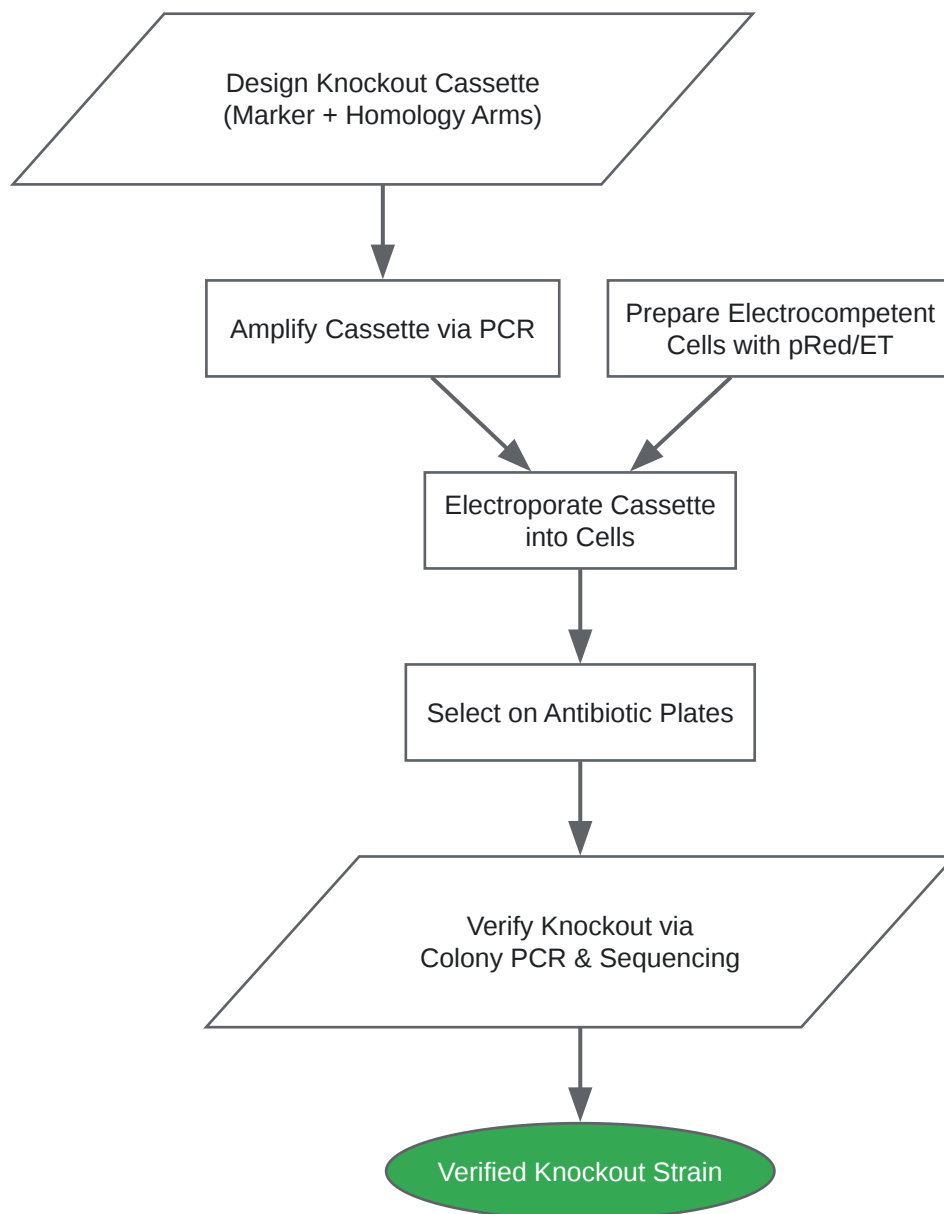 Design Knockout Cassette
(Marker + Homology Arms)
Amplify Cassette via PCR
Prepare Electrocompetent
Cells with pRed/ET
Electroporate Cassette
into Cells
Select on Antibiotic Plates
Verify Knockout via
Colony PCR & Sequencing
Verified Knockout Strain